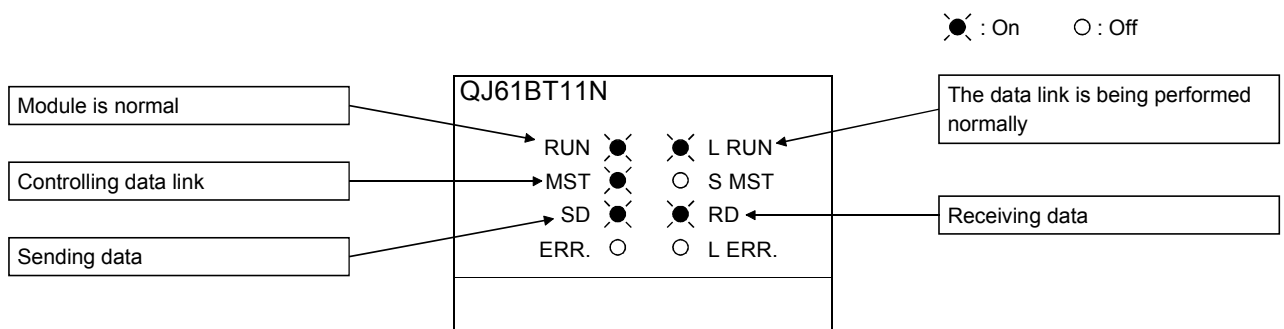 : On : Off
QJ61BT11N
Module is normal
The data link is being performed
normally
RUN L RUN
Controlling data link
MST S MST
SD RD
Receiving data
Sending data
ERR. L ERR.